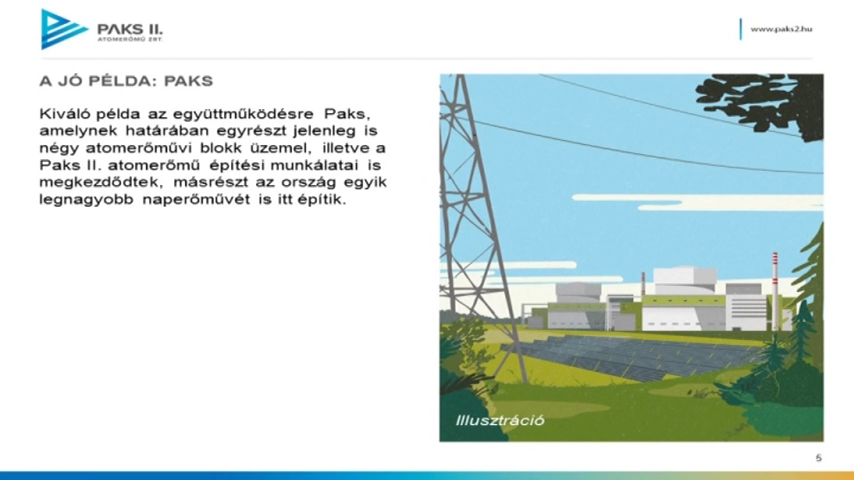 PAKS II.
ATOMERŐMŰ ZRT.
www.paks2.hu
A JÓ PÉLDA: PAKS
Kiváló példa az együttműködésre Paks,
amelynek határában egyrészt jelenleg is
négy atomerőművi blokk üzemel, illetve a
Paks II. atomerőmű építési munkálatai is
megkezdődtek, másrészt az ország egyik
legnagyobb naperőművét is itt építik.
Illusztráció
5